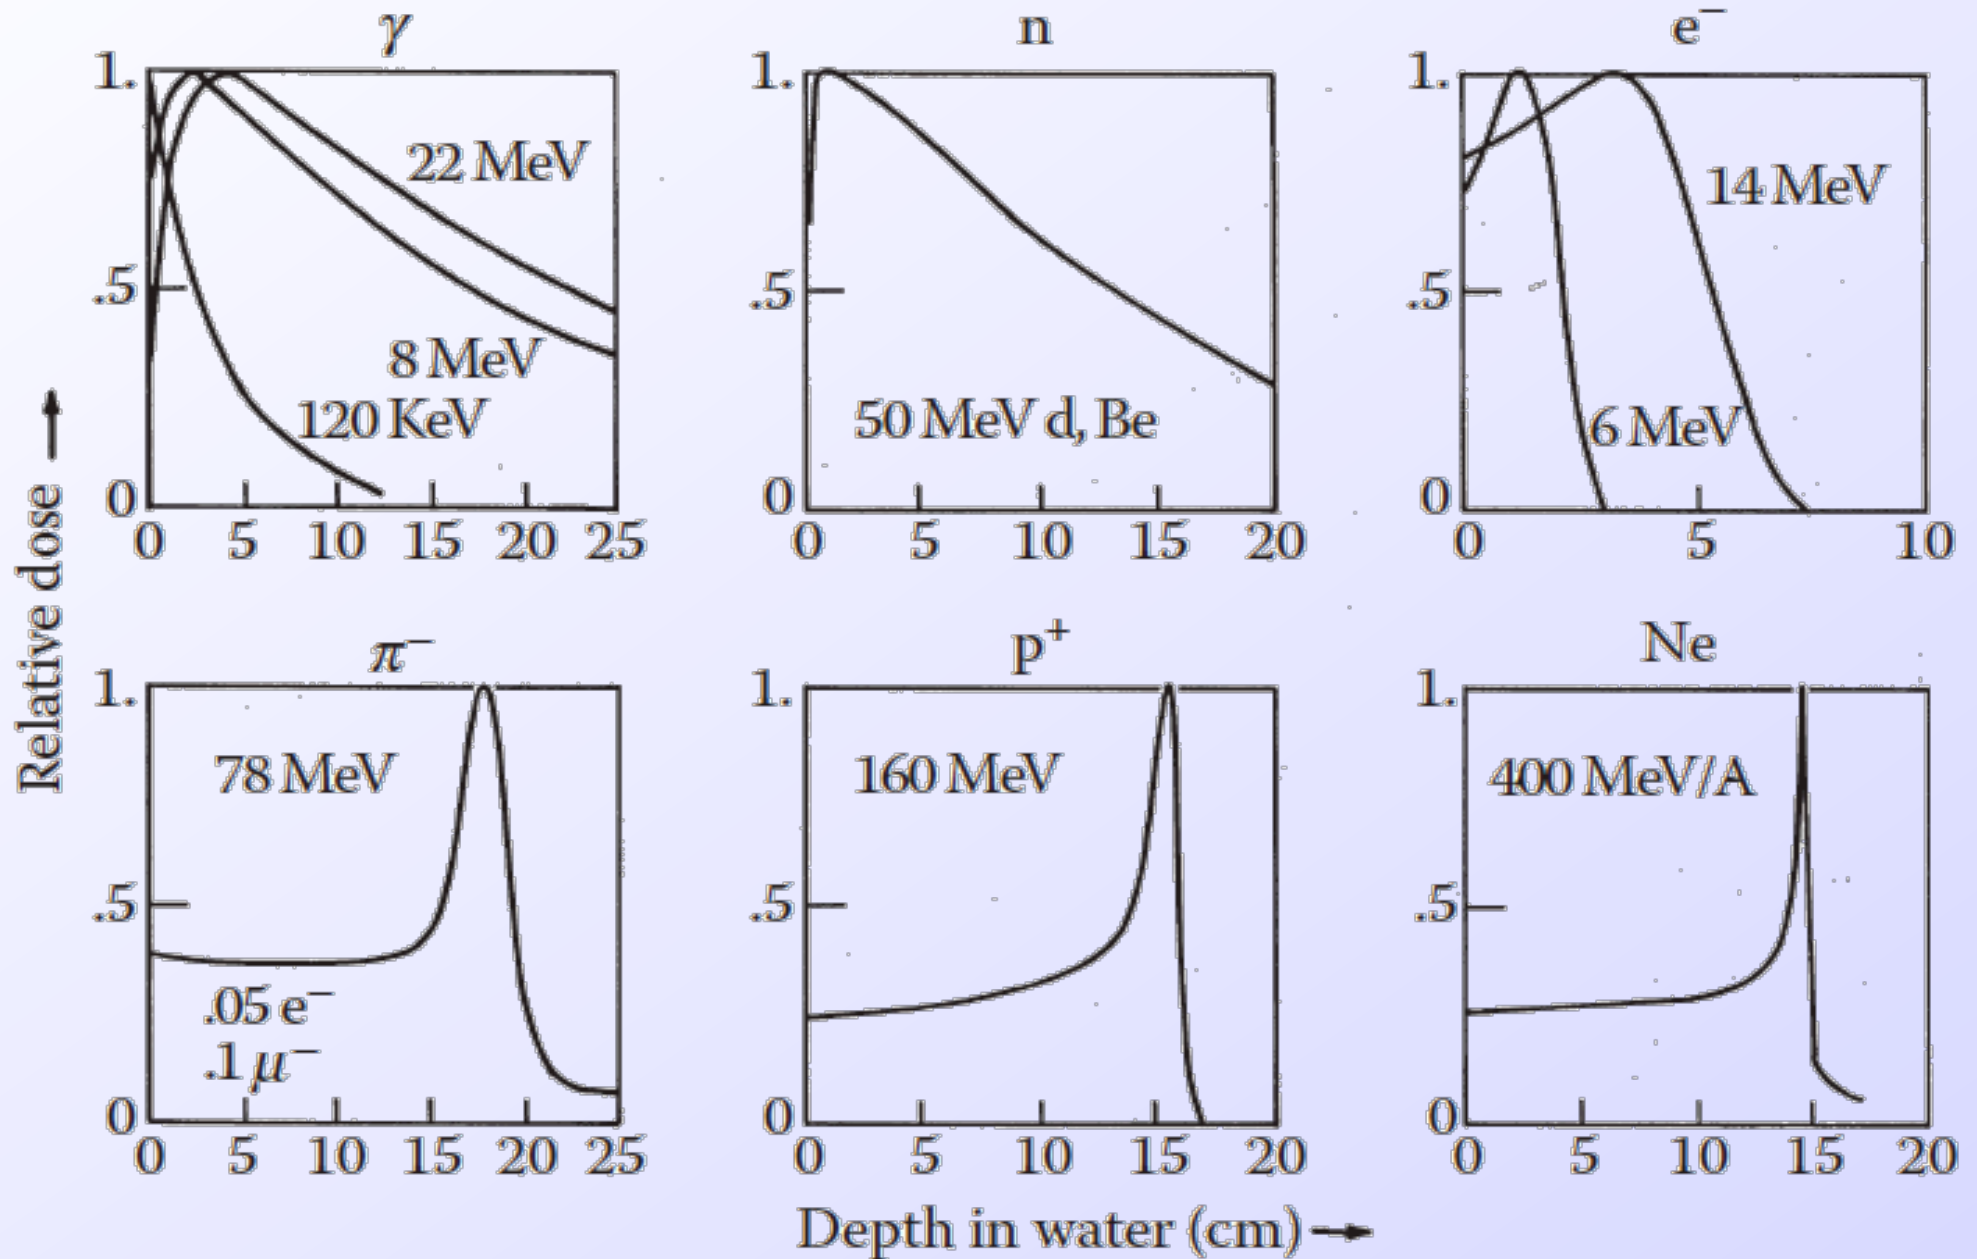 γ
1.
.5
0
22 MeV
8 MeV
120 KeV
0 5 10 15 20 25
n
1.
.5
0
50 MeV d, Be
0 5 10 15 20
e⁻
1.
.5
0
14 MeV
6 MeV
0 5 10
Relative dose →
π⁻
1.
.5
0
78 MeV
.05 e⁻
.1 μ⁻
0 5 10 15 20 25
p⁺
1.
.5
0
160 MeV
0 5 10 15 20
Ne
1.
.5
0
400 MeV/A
0 5 10 15 20
Depth in water (cm) →